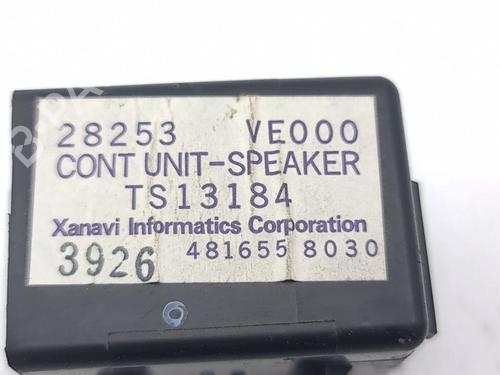 28253 VE000
CONT UNIT-SPEAKER
TS13184
Xanavi Informatics Corporation
3926 481655 8030